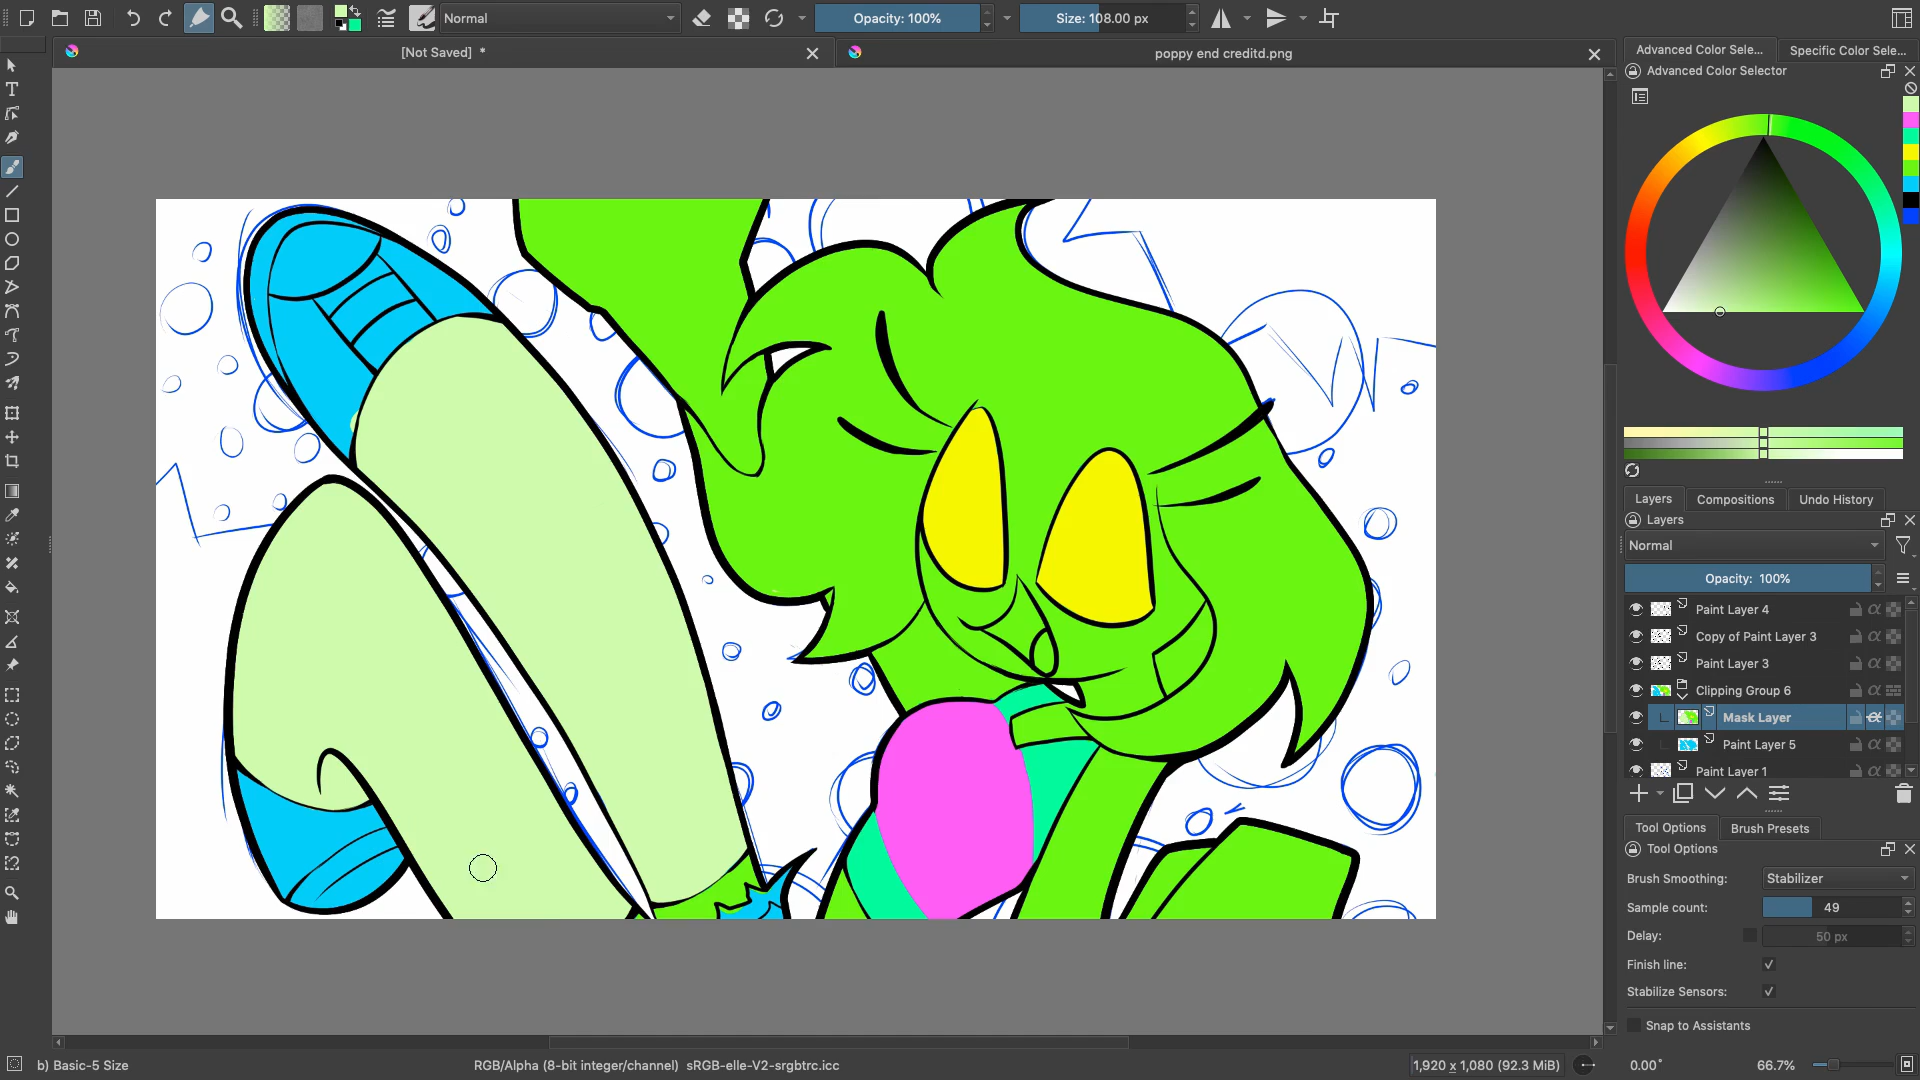 Normal
Opacity: 100%
Size: 108.00 px
[Not Saved] *
poppy end creditd.png
Advanced Color Sele...
Specific Color Sele...
Advanced Color Selector
Layers
Compositions
Undo History
Layers
Normal
Opacity: 100%
Paint Layer 4
Copy of Paint Layer 3
Paint Layer 3
Clipping Group 6
Mask Layer
Paint Layer 5
Paint Layer 1
Tool Options
Brush Presets
Tool Options
Brush Smoothing:
Stabilizer
Sample count:
49
Delay:
50 px
Finish line:
Stabilize Sensors:
Snap to Assistants
b) Basic-5 Size
RGB/Alpha (8-bit integer/channel) sRGB-elle-V2-srgbtrc.icc
1,920 x 1,080 (92.3 MiB)
0.00°
66.7%